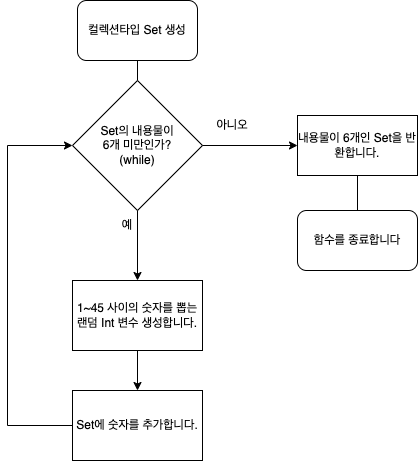 컬렉션타입 Set 생성
Set의 내용물이
6개 미만인가?
(while)
아니오
내용물이 6개인 Set을 반
환합니다.
예
함수를 종료합니다
1~45 사이의 숫자를 뽑는
랜덤 Int 변수 생성합니다.
Set에 숫자를 추가합니다.